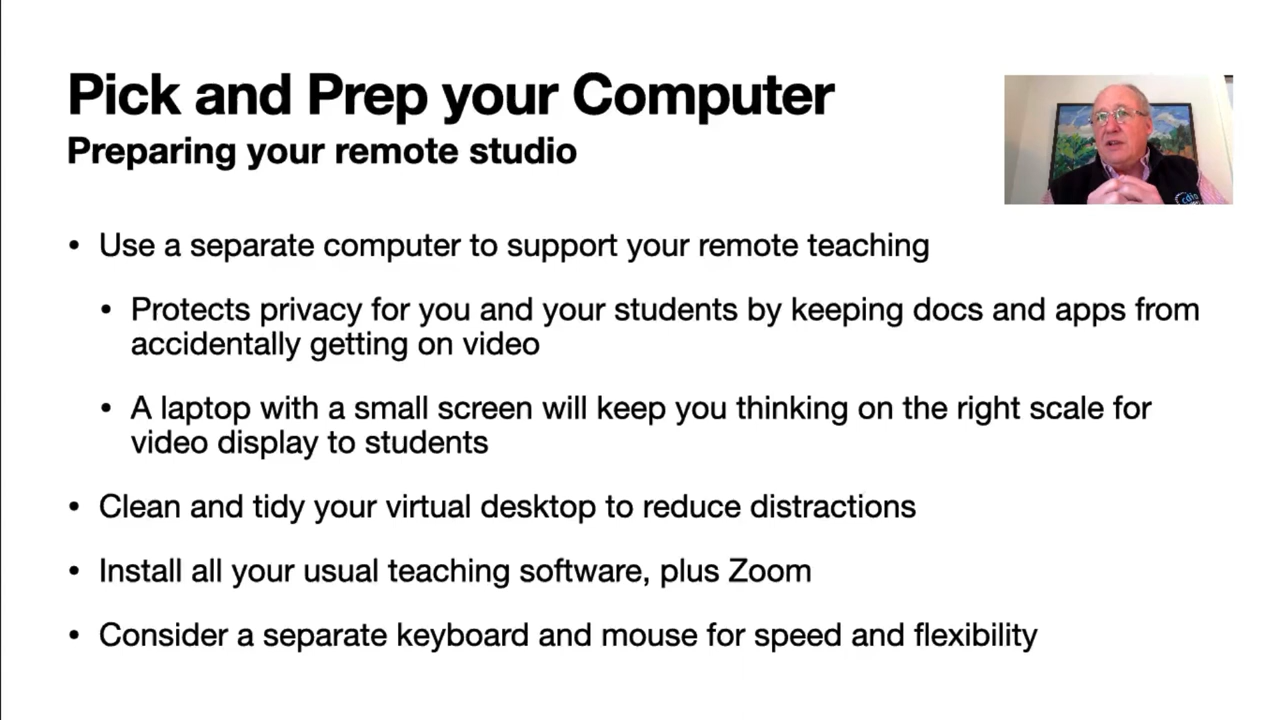 Pick and Prep your Computer
Preparing your remote studio
• Use a separate computer to support your remote teaching
• Protects privacy for you and your students by keeping docs and apps from
accidentally getting on video
• A laptop with a small screen will keep you thinking on the right scale for
video display to students
• Clean and tidy your virtual desktop to reduce distractions
• Install all your usual teaching software, plus Zoom
• Consider a separate keyboard and mouse for speed and flexibility
cdio